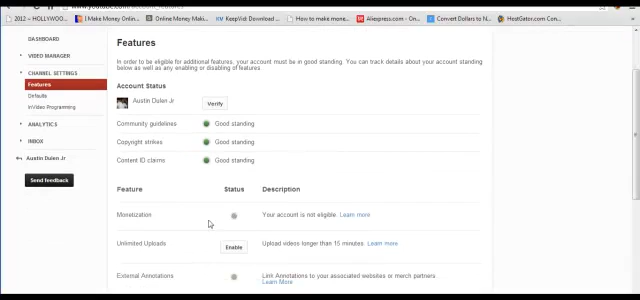 www.youtube.com/account_features
2012 ~ HOLLYWOO...
I Make Money Onlin...
Online Money Maki...
KeepVid: Download ...
How to make mone...
Aliexpress.com - ...
Convert Dollars to N...
HostGator.com Con...
DASHBOARD
VIDEO MANAGER
CHANNEL SETTINGS
Features
Defaults
InVideo Programming
ANALYTICS
INBOX
Austin Dulen Jr
Send feedback
Features
In order to be eligible for additional features, your account must be in good standing. You can track details about your account standing
below as well as any enabling or disabling of features
Account Status
Austin Dulen Jr Verify
Community guidelines Good standing
Copyright strikes Good standing
Content ID claims Good standing
Feature Status Description
Monetization Your account is not eligible. Learn more
Unlimited Uploads Enable Upload videos longer than 15 minutes. Learn more
External Annotations Link Annotations to your associated websites or merch partners.
Learn More